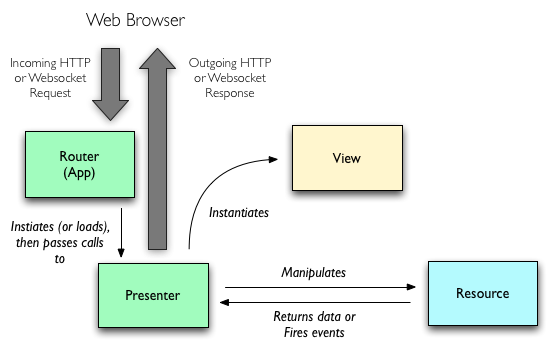 Web Browser
Incoming HTTP
or Websocket
Request
Outgoing HTTP
or Websocket
Response
Router
(App)
View
Instiates (or loads),
then passes calls
to
Instantiates
Presenter
Manipulates
Returns data or
Fires events
Resource